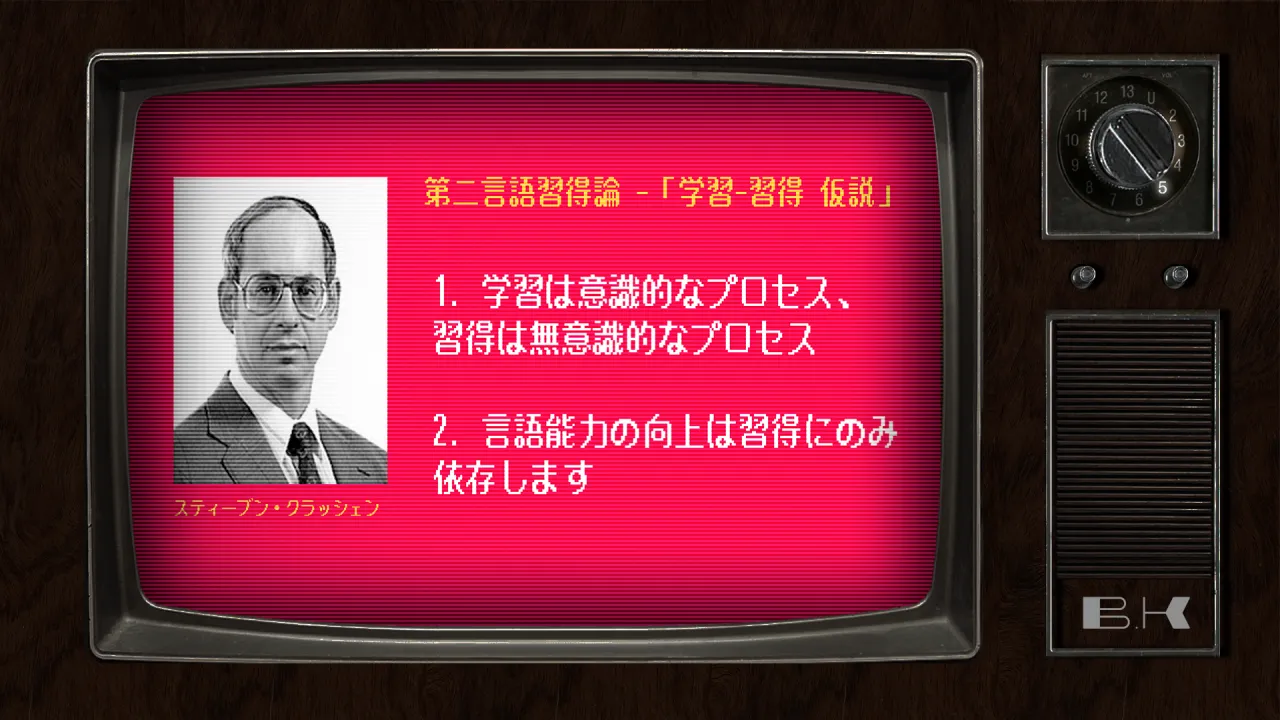 第二言語習得論 -「学習-習得 仮説」
1. 学習は意識的なプロセス、
習得は無意識的なプロセス
2. 言語能力の向上は習得にのみ
依存します
スティーブン・クラッシェン
12 13 U 2 3 4 5 6 7 8 9 10 11
B.K